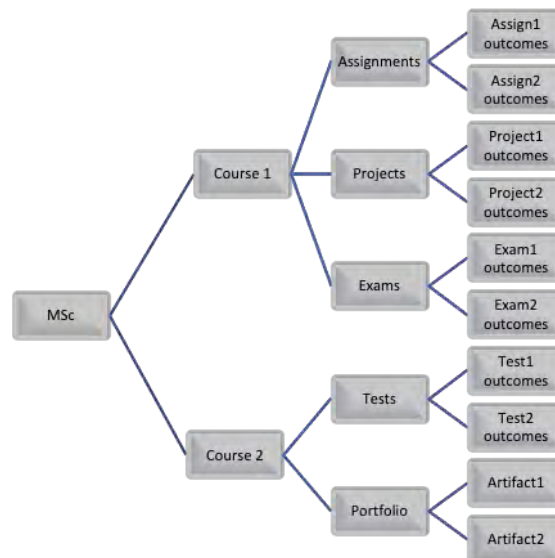 Assign1
outcomes
Assignments
Assign2
outcomes
Project1
outcomes
Course 1
Projects
Project2
outcomes
Exam1
outcomes
Exams
Exam2
outcomes
MSc
Test1
outcomes
Tests
Test2
outcomes
Course 2
Artifact1
Portfolio
Artifact2